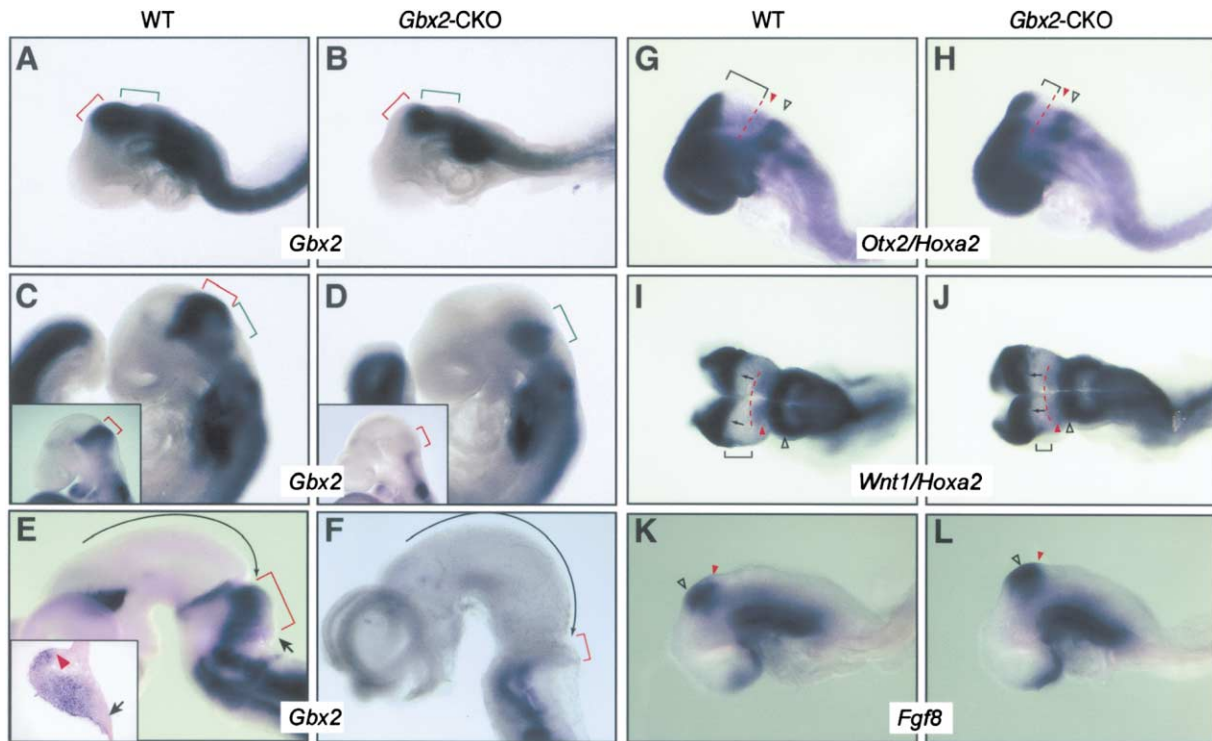 WT
Gbx2-CKO
WT
Gbx2-CKO
A
B
Gbx2
G
H
Otx2/Hoxa2
C
D
Gbx2
I
J
Wnt1/Hoxa2
E
F
Gbx2
K
L
Fgf8